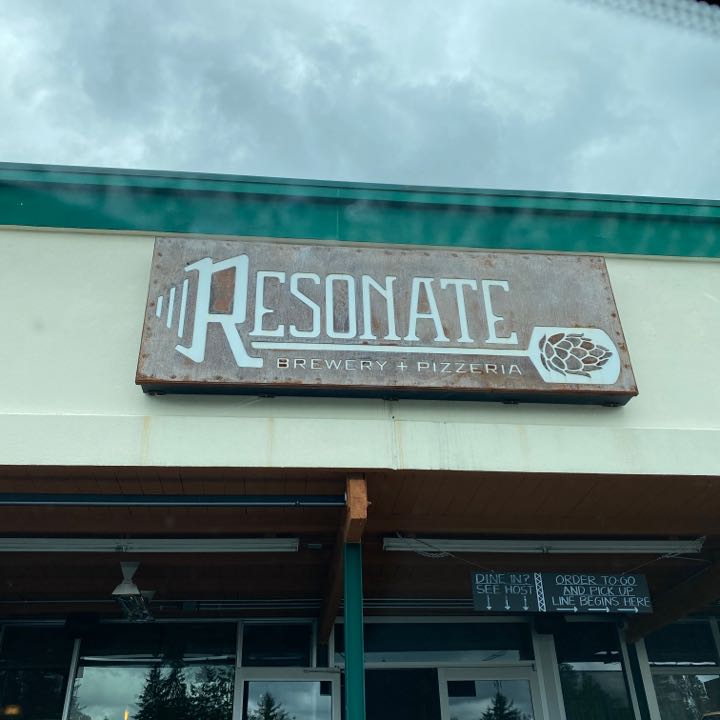 RESONATE
BREWERY + PIZZERIA
DINE IN?
SEE HOST
ORDER TO-GO
AND PICK UP
LINE BEGINS HERE